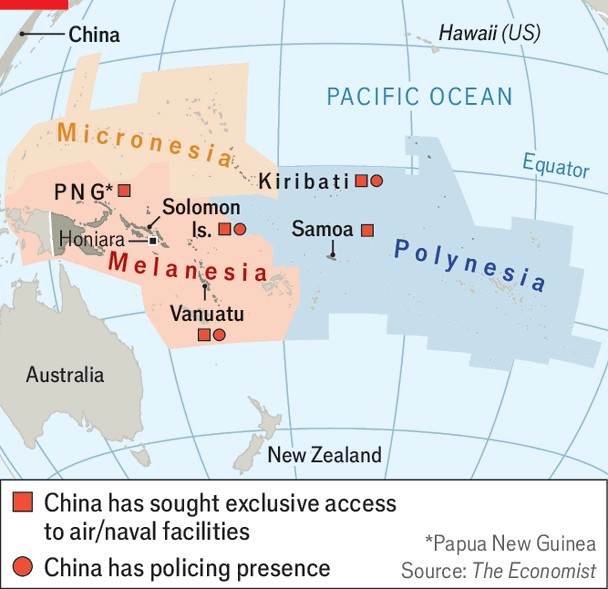 China
Hawaii (US)
PACIFIC OCEAN
Micronesia
Equator
Kiribati
PNG*
Solomon
Is.
Honiara
Samoa
Polynesia
Melanesia
Vanuatu
Australia
New Zealand
China has sought exclusive access
to air/naval facilities
China has policing presence
*Papua New Guinea
Source: The Economist